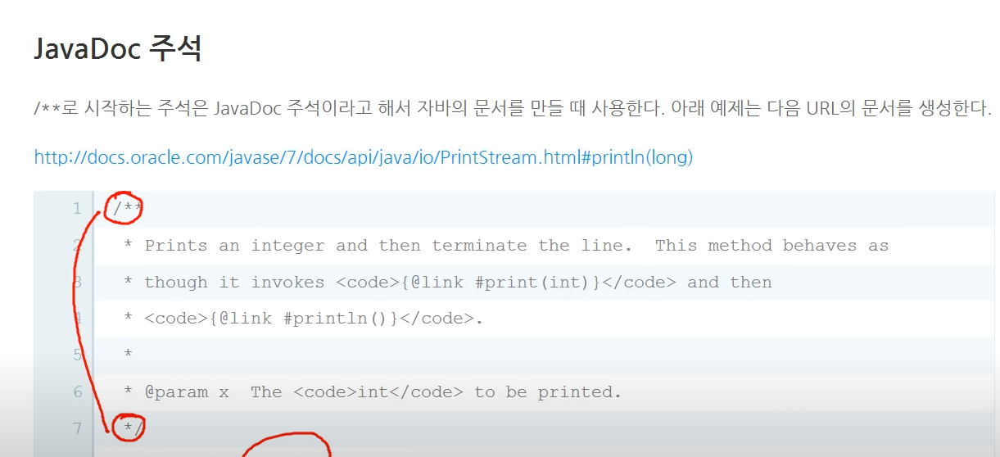 JavaDoc 주석
/**로 시작하는 주석은 JavaDoc 주석이라고 해서 자바의 문서를 만들 때 사용한다. 아래 예제는 다음 URL의 문서를 생성한다.
http://docs.oracle.com/javase/7/docs/api/java/io/PrintStream.html#println(long)
1 /**
2 * Prints an integer and then terminate the line.  This method behaves as
3 * though it invokes <code>{@link #print(int)}</code> and then
4 * <code>{@link #println()}</code>.
5 *
6 * @param x  The <code>int</code> to be printed.
7 */